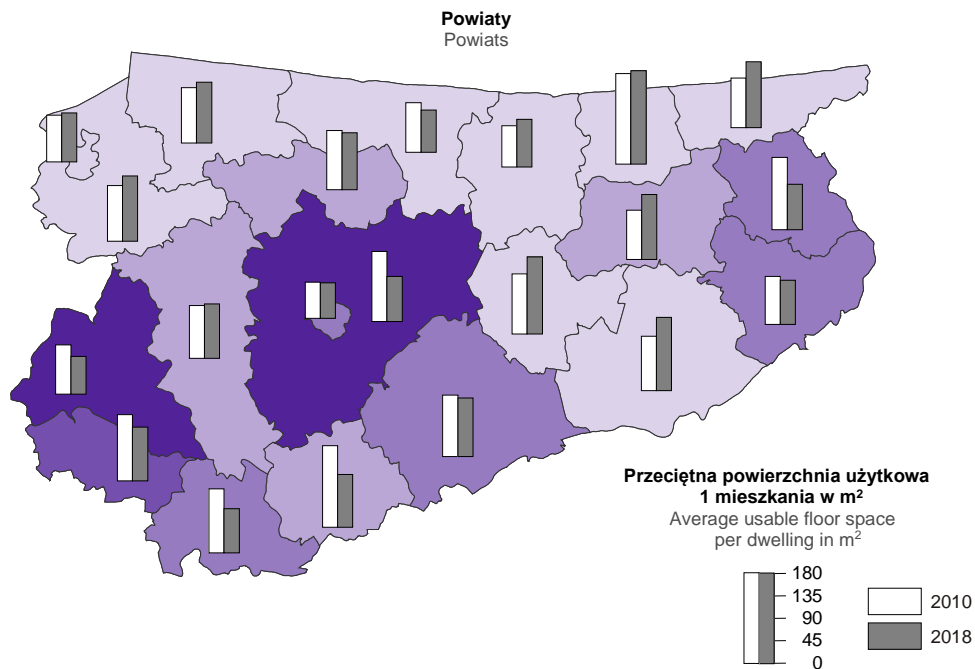 Powiaty
Powiats
Przeciętna powierzchnia użytkowa
1 mieszkania w m²
Average usable floor space
per dwelling in m²
180
135
90
45
0
2010
2018